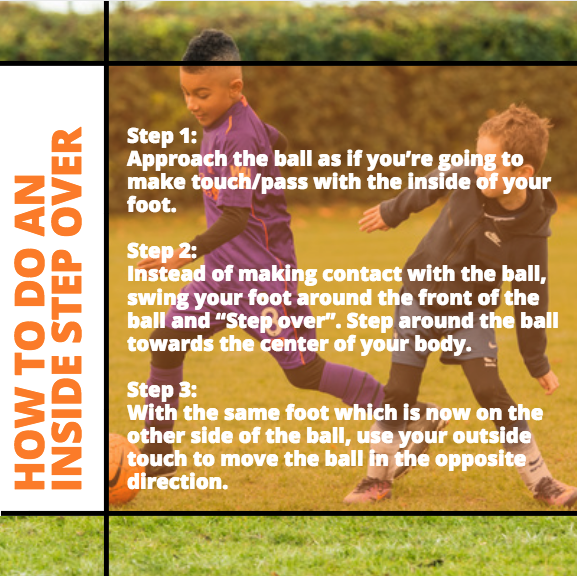 HOW TO DO AN
INSIDE STEP OVER
Step 1:
Approach the ball as if you’re going to
make touch/pass with the inside of your
foot.
Step 2:
Instead of making contact with the ball,
swing your foot around the front of the
ball and “Step over”. Step around the ball
towards the center of your body.
Step 3:
With the same foot which is now on the
other side of the ball, use your outside
touch to move the ball in the opposite
direction.
8